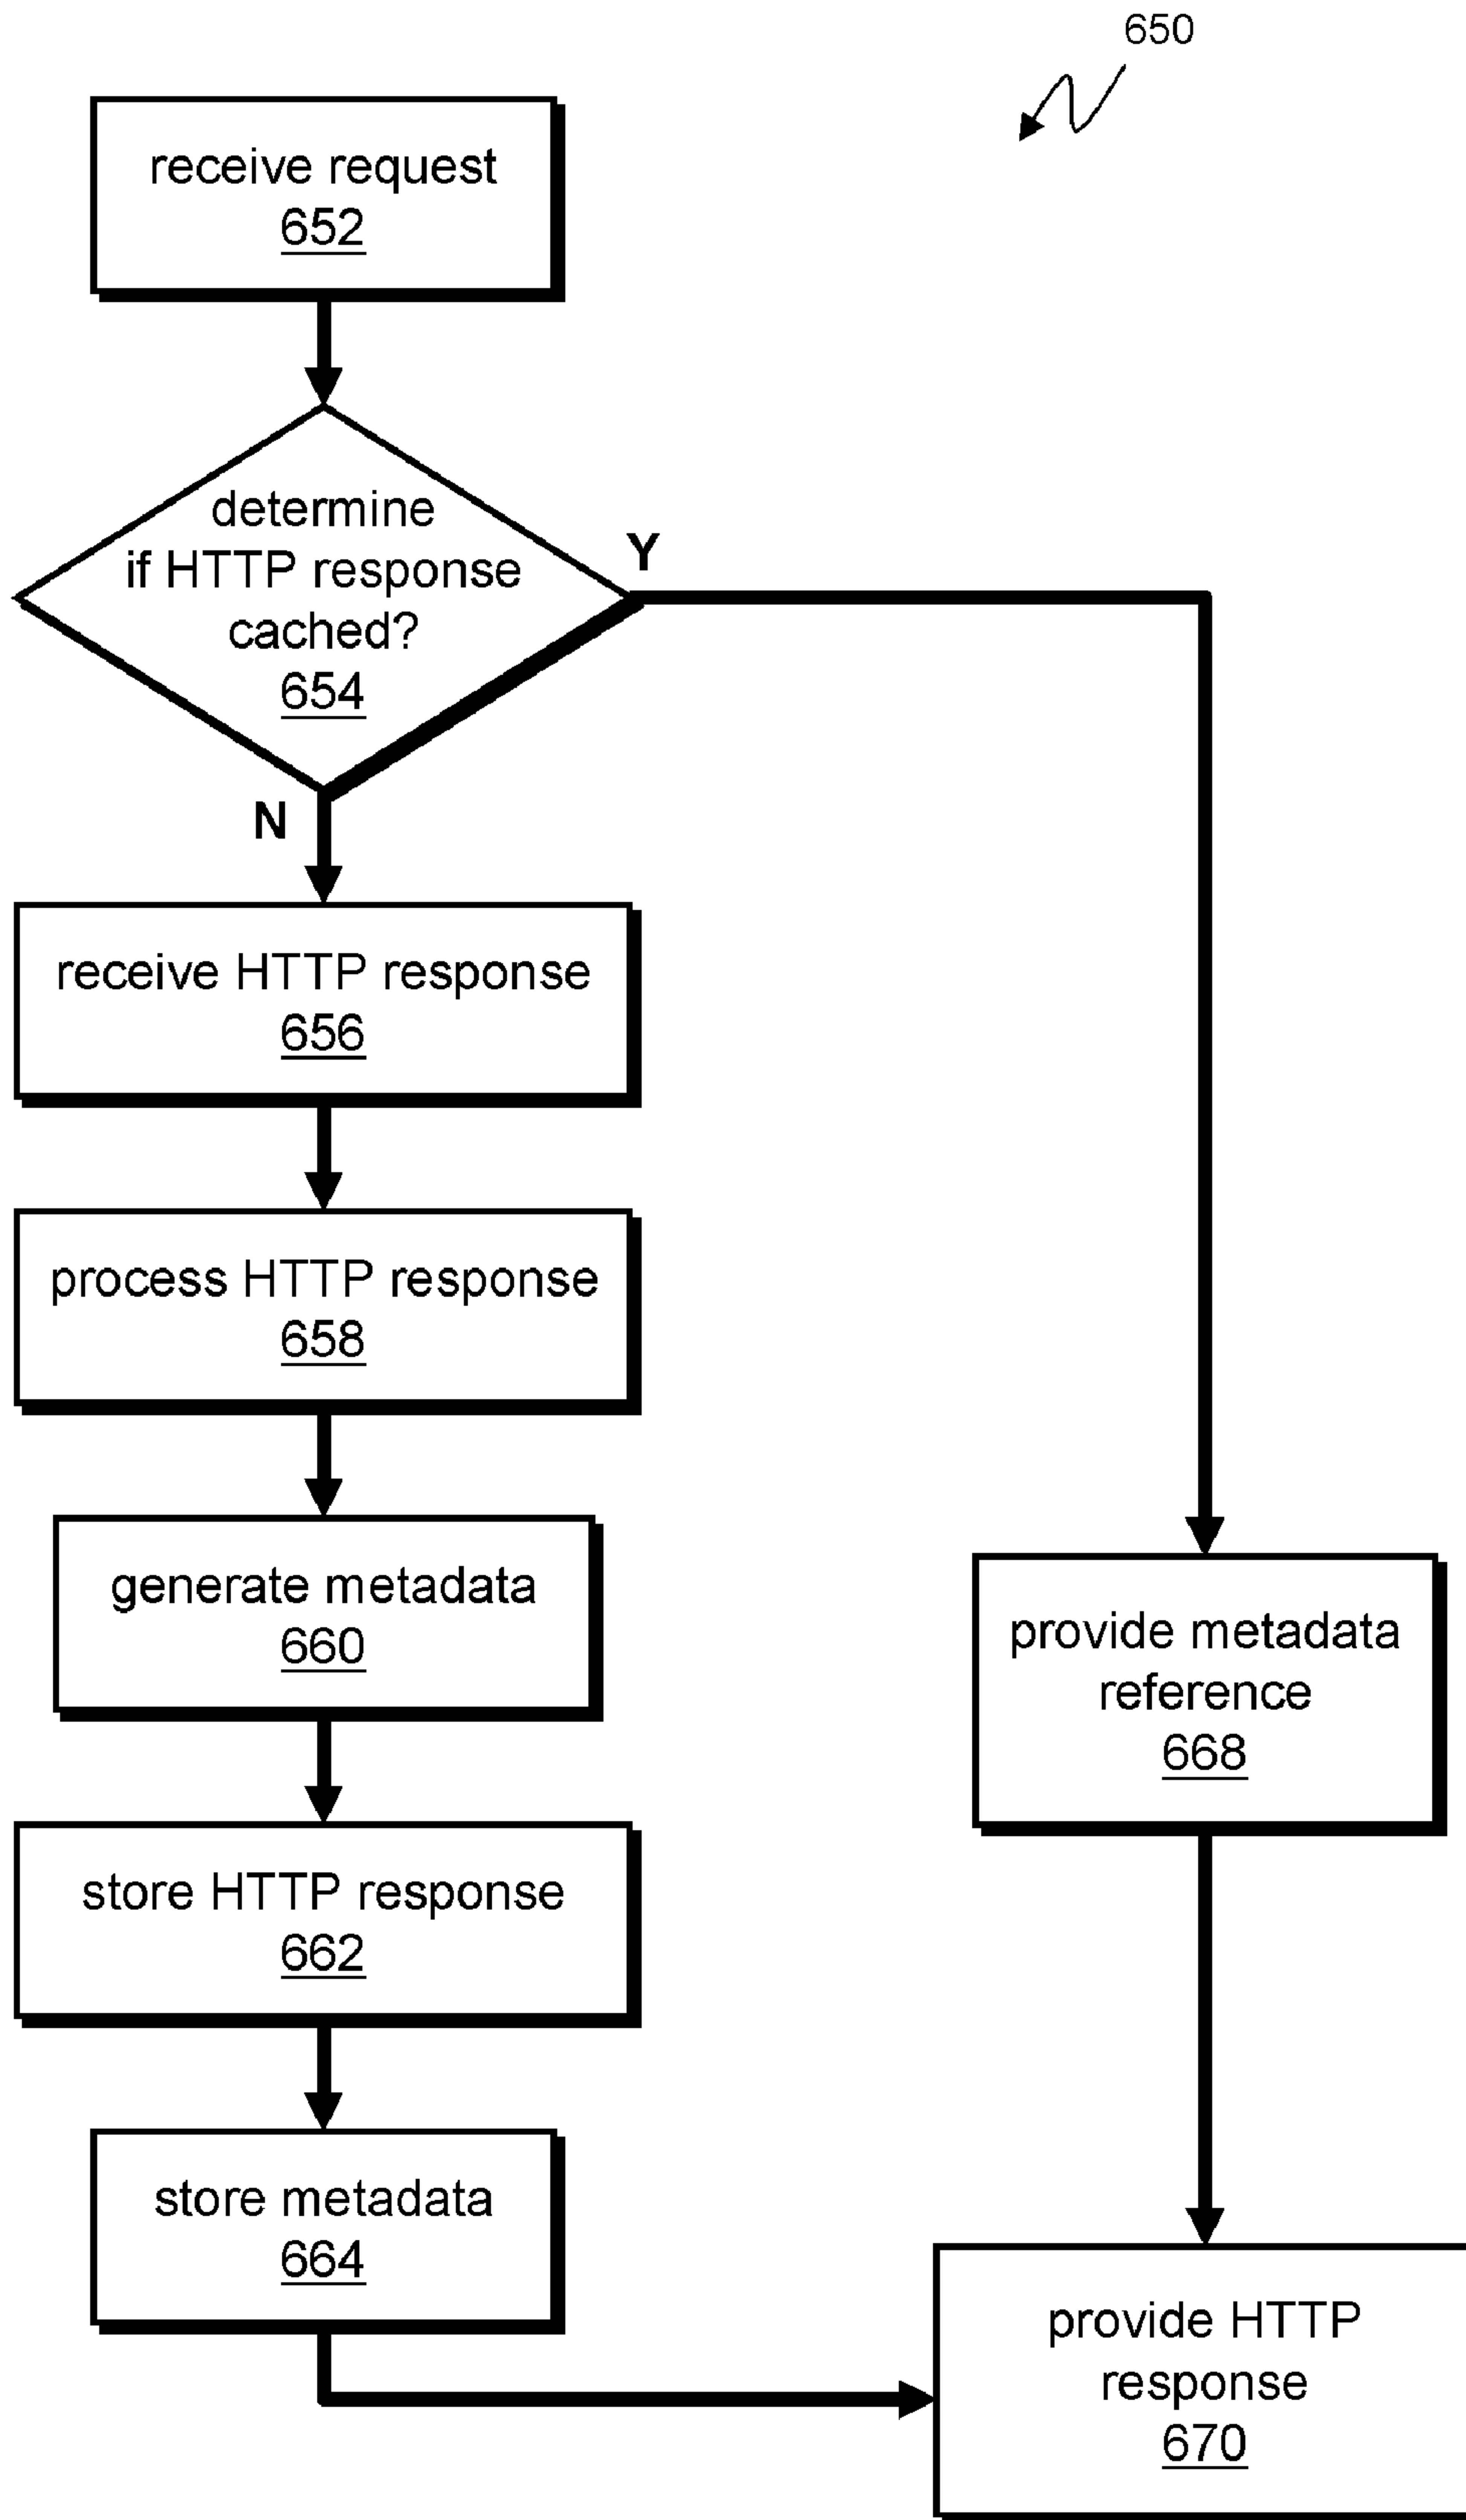 650
receive request
652
determine
if HTTP response
cached?
654
Y
N
receive HTTP response
656
process HTTP response
658
generate metadata
660
provide metadata
reference
668
store HTTP response
662
store metadata
664
provide HTTP
response
670